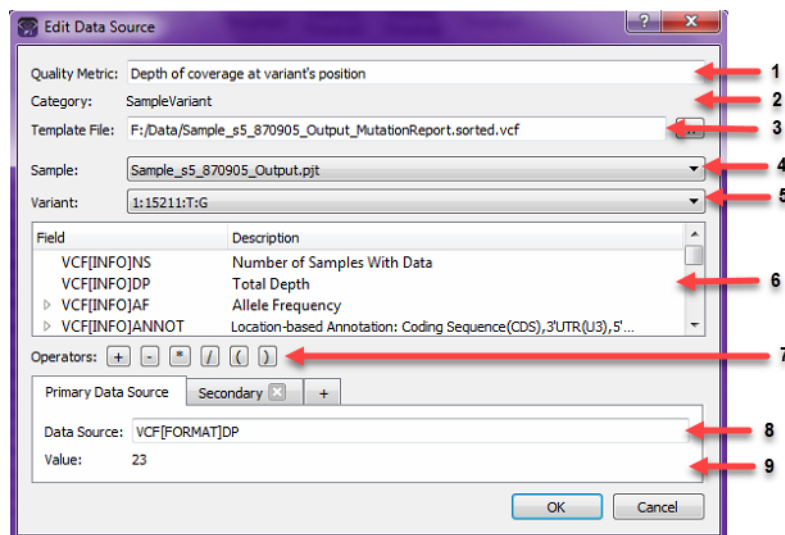 Edit Data Source
Quality Metric: Depth of coverage at variant's position 1
Category: SampleVariant 2
Template File: F:/Data/Sample_s5_870905_Output_MutationReport.sorted.vcf 3
Sample: Sample_s5_870905_Output.pjt 4
Variant: 1:15211:T:G 5
Field Description
VCF[INFO]NS Number of Samples With Data
VCF[INFO]DP Total Depth 6
VCF[INFO]AF Allele Frequency
VCF[INFO]ANNOT Location-based Annotation: Coding Sequence(CDS),3'UTR(U3),5'...
Operators: + - * / ( ) 7
Primary Data Source Secondary +
Data Source: VCF[FORMAT]DP 8
Value: 23 9
OK Cancel